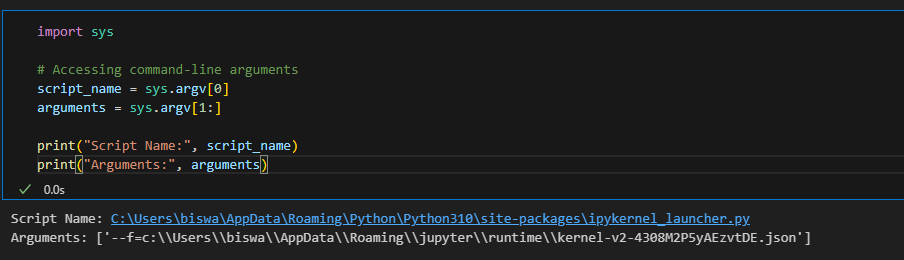 import sys
# Accessing command-line arguments
script_name = sys.argv[0]
arguments = sys.argv[1:]
print("Script Name:", script_name)
print("Arguments:", arguments)
0.0s
Script Name: C:\Users\biswa\AppData\Roaming\Python\Python310\site-packages\ipykernel_launcher.py
Arguments: ['--f=c:\\Users\\biswa\\AppData\\Roaming\\jupyter\\runtime\\kernel-v2-4308M2P5yAEzvtDE.json']